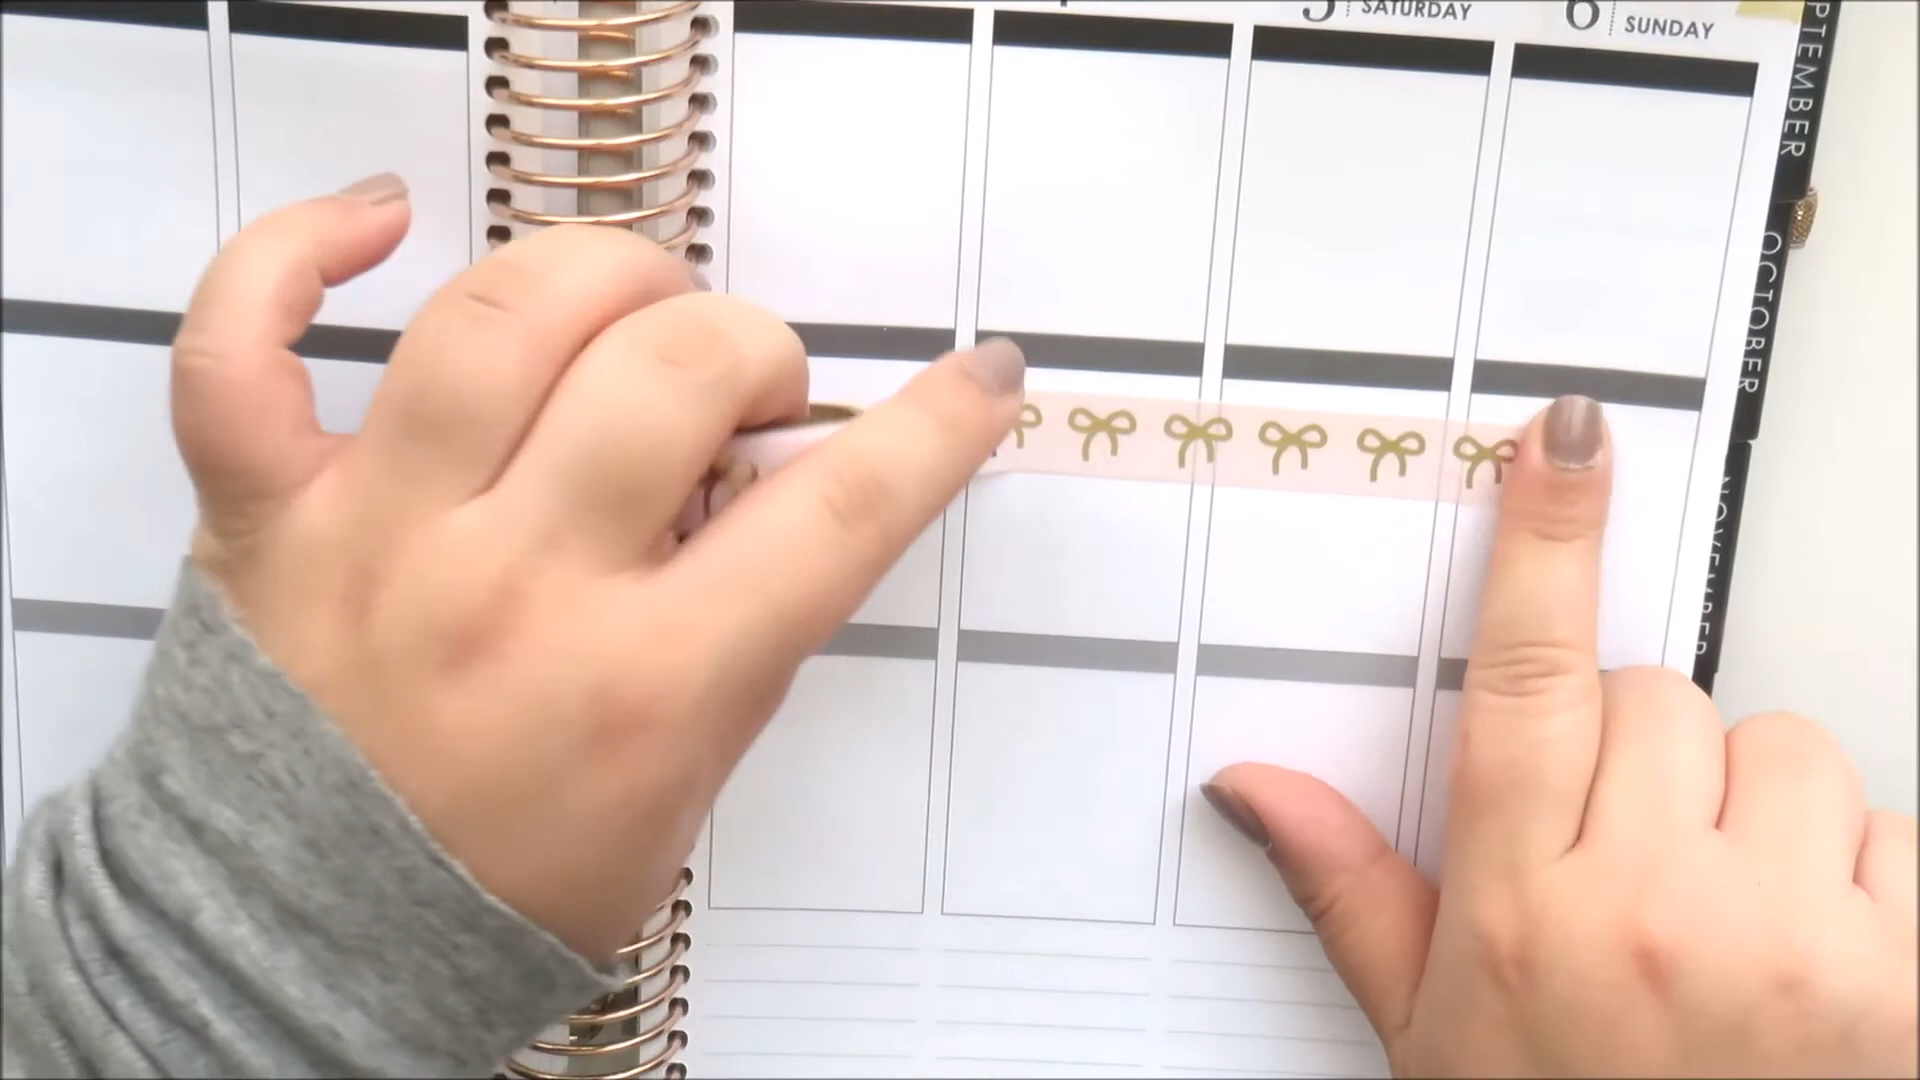 5 SATURDAY
6 SUNDAY
PTEMBER
OCTOBER
NOVEMBER